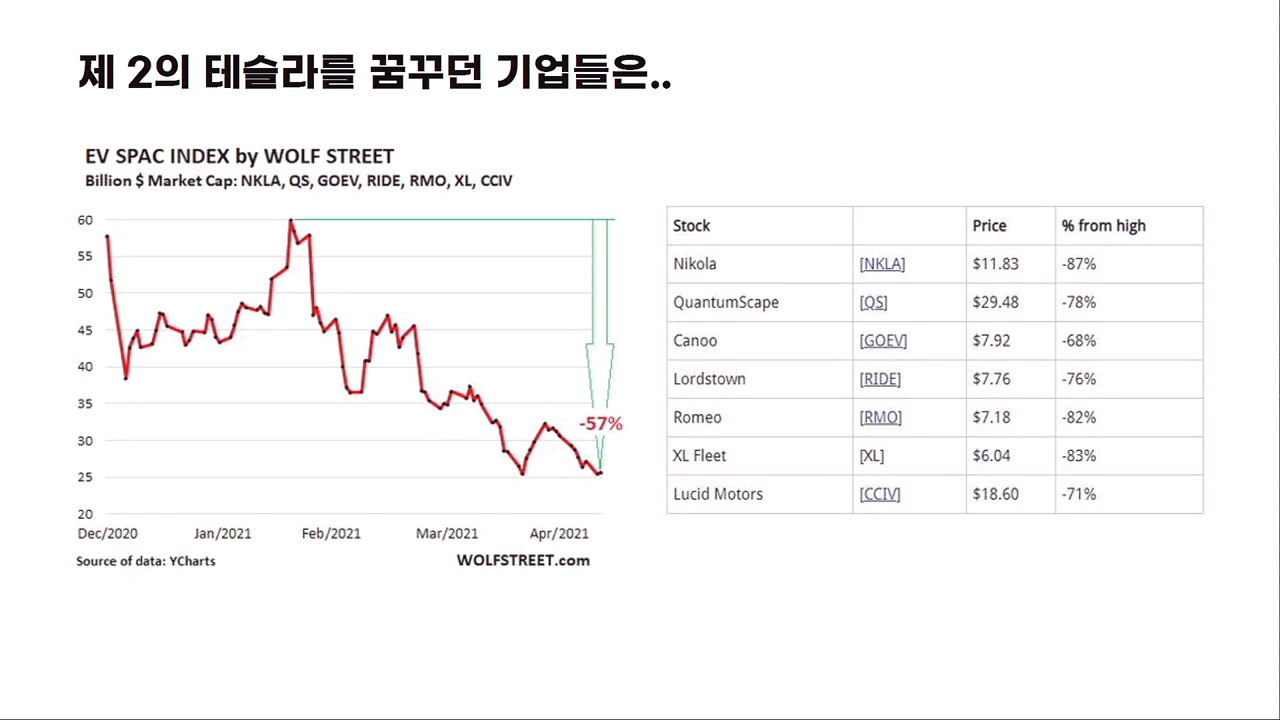 제 2의 테슬라를 꿈꾸던 기업들은..
EV SPAC INDEX by WOLF STREET
Billion $ Market Cap: NKLA, QS, GOEV, RIDE, RMO, XL, CCIV
60
55
50
45
40
35
30
25
20
-57%
Dec/2020 Jan/2021 Feb/2021 Mar/2021 Apr/2021
Source of data: YCharts WOLFSTREET.com
Stock Price % from high
Nikola [NKLA] $11.83 -87%
QuantumScape [QS] $29.48 -78%
Canoo [GOEV] $7.92 -68%
Lordstown [RIDE] $7.76 -76%
Romeo [RMO] $7.18 -82%
XL Fleet [XL] $6.04 -83%
Lucid Motors [CCIV] $18.60 -71%